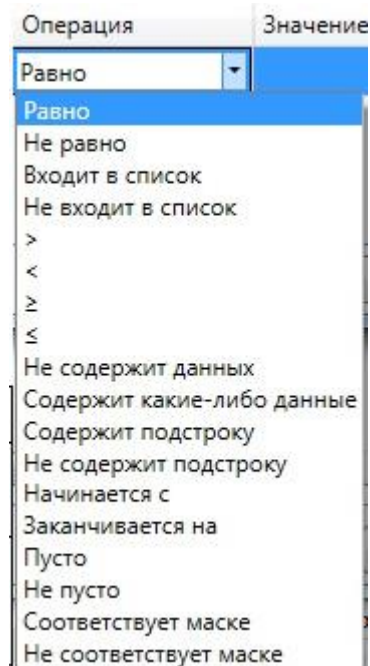 Операция Значение
Равно
Равно
Не равно
Входит в список
Не входит в список
>
<
≥
≤
Не содержит данных
Содержит какие-либо данные
Содержит подстроку
Не содержит подстроку
Начинается с
Заканчивается на
Пусто
Не пусто
Соответствует маске
Не соответствует маске